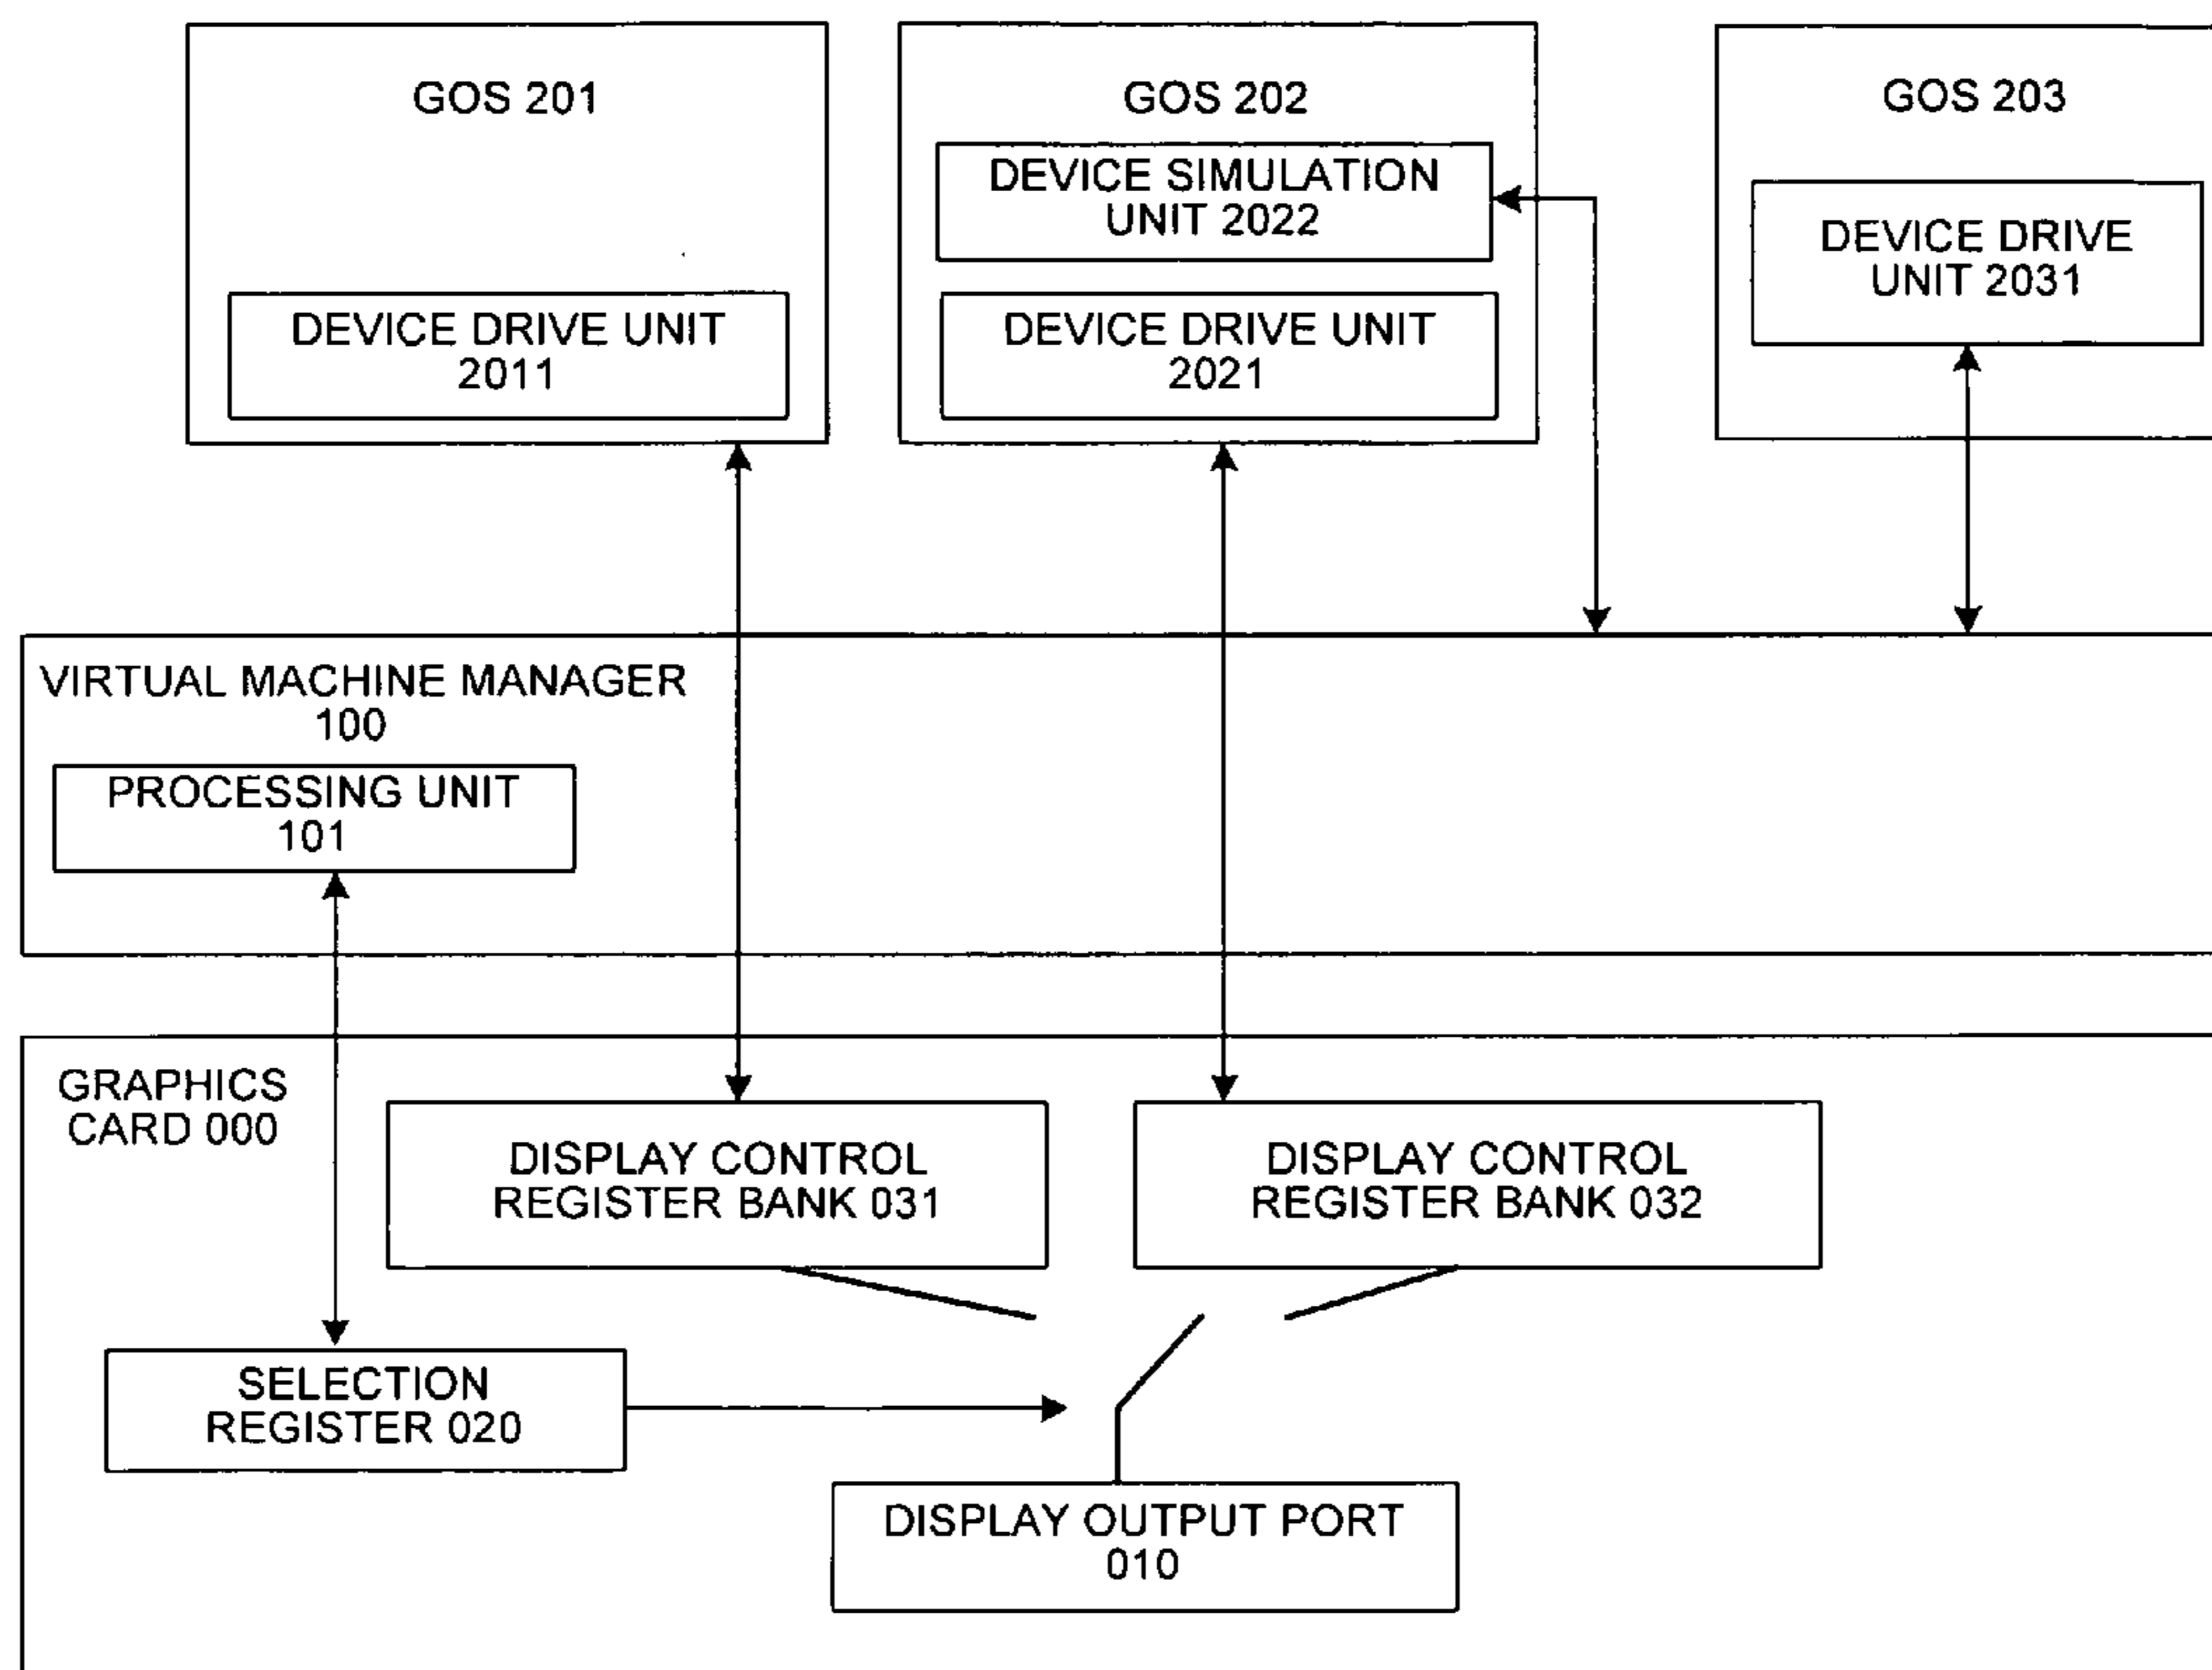 GOS 201
DEVICE DRIVE UNIT
2011
GOS 202
DEVICE SIMULATION
UNIT 2022
DEVICE DRIVE UNIT
2021
GOS 203
DEVICE DRIVE
UNIT 2031
VIRTUAL MACHINE MANAGER
100
PROCESSING UNIT
101
GRAPHICS
CARD 000
DISPLAY CONTROL
REGISTER BANK 031
DISPLAY CONTROL
REGISTER BANK 032
SELECTION
REGISTER 020
DISPLAY OUTPUT PORT
010